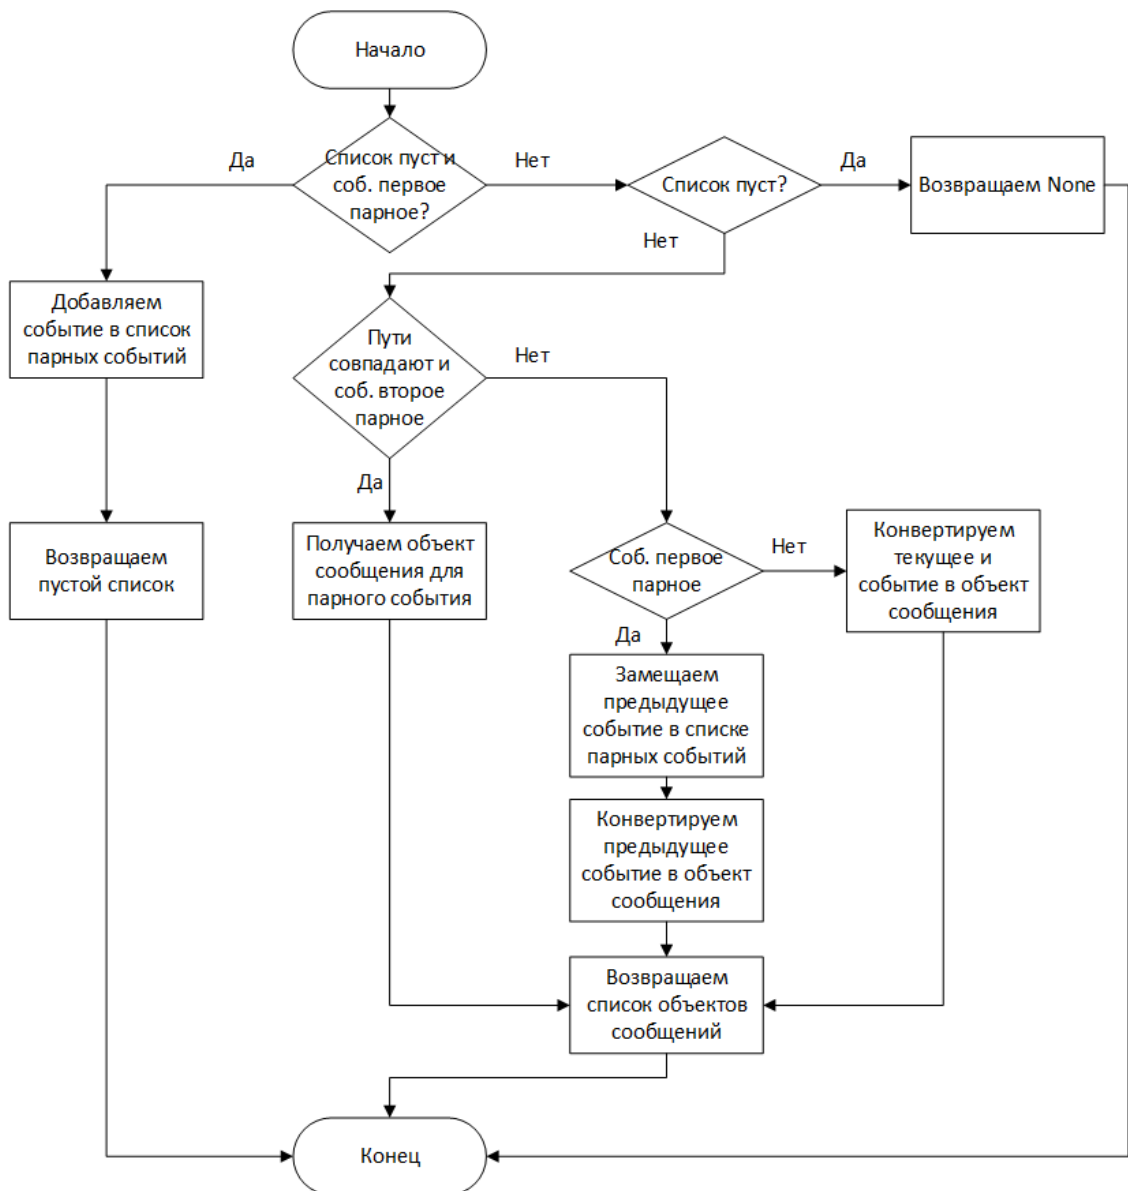 Начало
Да
Список пуст и
соб. первое
парное?
Нет
Список пуст?
Да
Возвращаем None
Нет
Добавляем
событие в список
парных событий
Пути
совпадают и
соб. второе
парное
Нет
Да
Возвращаем
пустой список
Получаем объект
сообщения для
парного события
Соб. первое
парное
Нет
Конвертируем
текущее и
событие в объект
сообщения
Да
Замещаем
предыдущее
событие в списке
парных событий
Конвертируем
предыдущее
событие в объект
сообщения
Возвращаем
список объектов
сообщений
Конец